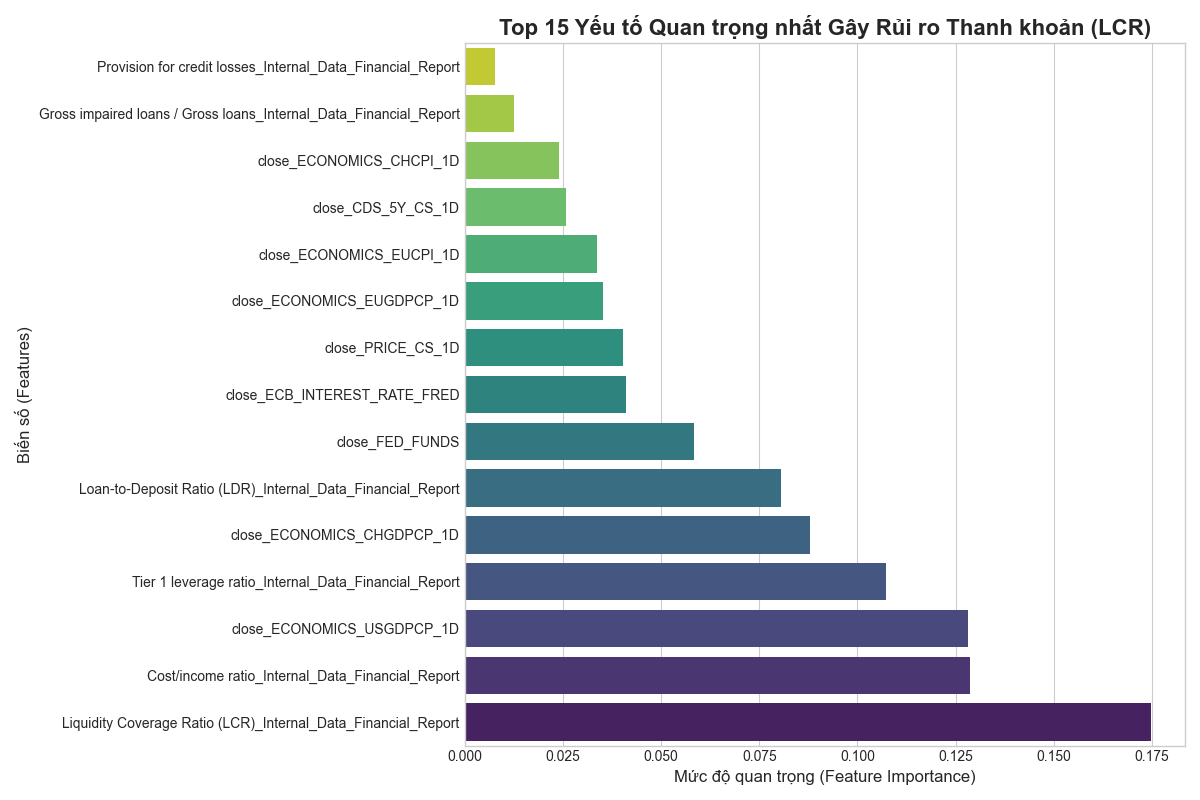 Top 15 Yếu tố Quan trọng nhất Gây Rủi ro Thanh khoản (LCR)
Biến số (Features)
Provision for credit losses_Internal_Data_Financial_Report
Gross impaired loans / Gross loans_Internal_Data_Financial_Report
close_ECONOMICS_CHCPI_1D
close_CDS_5Y_CS_1D
close_ECONOMICS_EUCPI_1D
close_ECONOMICS_EUGDPCP_1D
close_PRICE_CS_1D
close_ECB_INTEREST_RATE_FRED
close_FED_FUNDS
Loan-to-Deposit Ratio (LDR)_Internal_Data_Financial_Report
close_ECONOMICS_CHGDPCP_1D
Tier 1 leverage ratio_Internal_Data_Financial_Report
close_ECONOMICS_USGDPCP_1D
Cost/income ratio_Internal_Data_Financial_Report
Liquidity Coverage Ratio (LCR)_Internal_Data_Financial_Report
0.000 0.025 0.050 0.075 0.100 0.125 0.150 0.175
Mức độ quan trọng (Feature Importance)